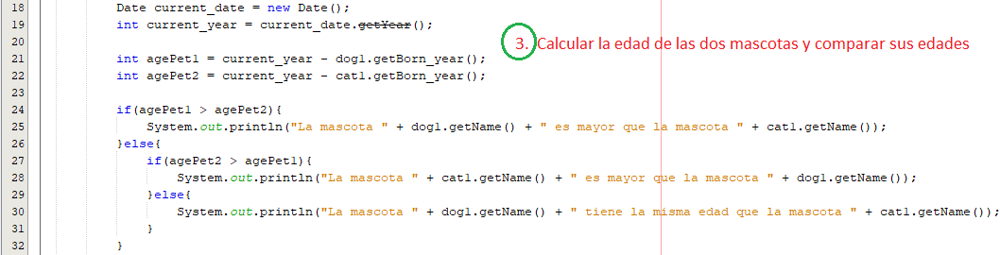 18 Date current_date = new Date();
19 int current_year = current_date.getYear();
20
3. Calcular la edad de las dos mascotas y comparar sus edades
21 int agePet1 = current_year - dog1.getBorn_year();
22 int agePet2 = current_year - cat1.getBorn_year();
23
24 if(agePet1 > agePet2){
25 System.out.println("La mascota " + dog1.getName() + " es mayor que la mascota " + cat1.getName());
26 }else{
27 if(agePet2 > agePet1){
28 System.out.println("La mascota " + cat1.getName() + " es mayor que la mascota " + dog1.getName());
29 }else{
30 System.out.println("La mascota " + dog1.getName() + " tiene la misma edad que la mascota " + cat1.getName());
31 }
32 }